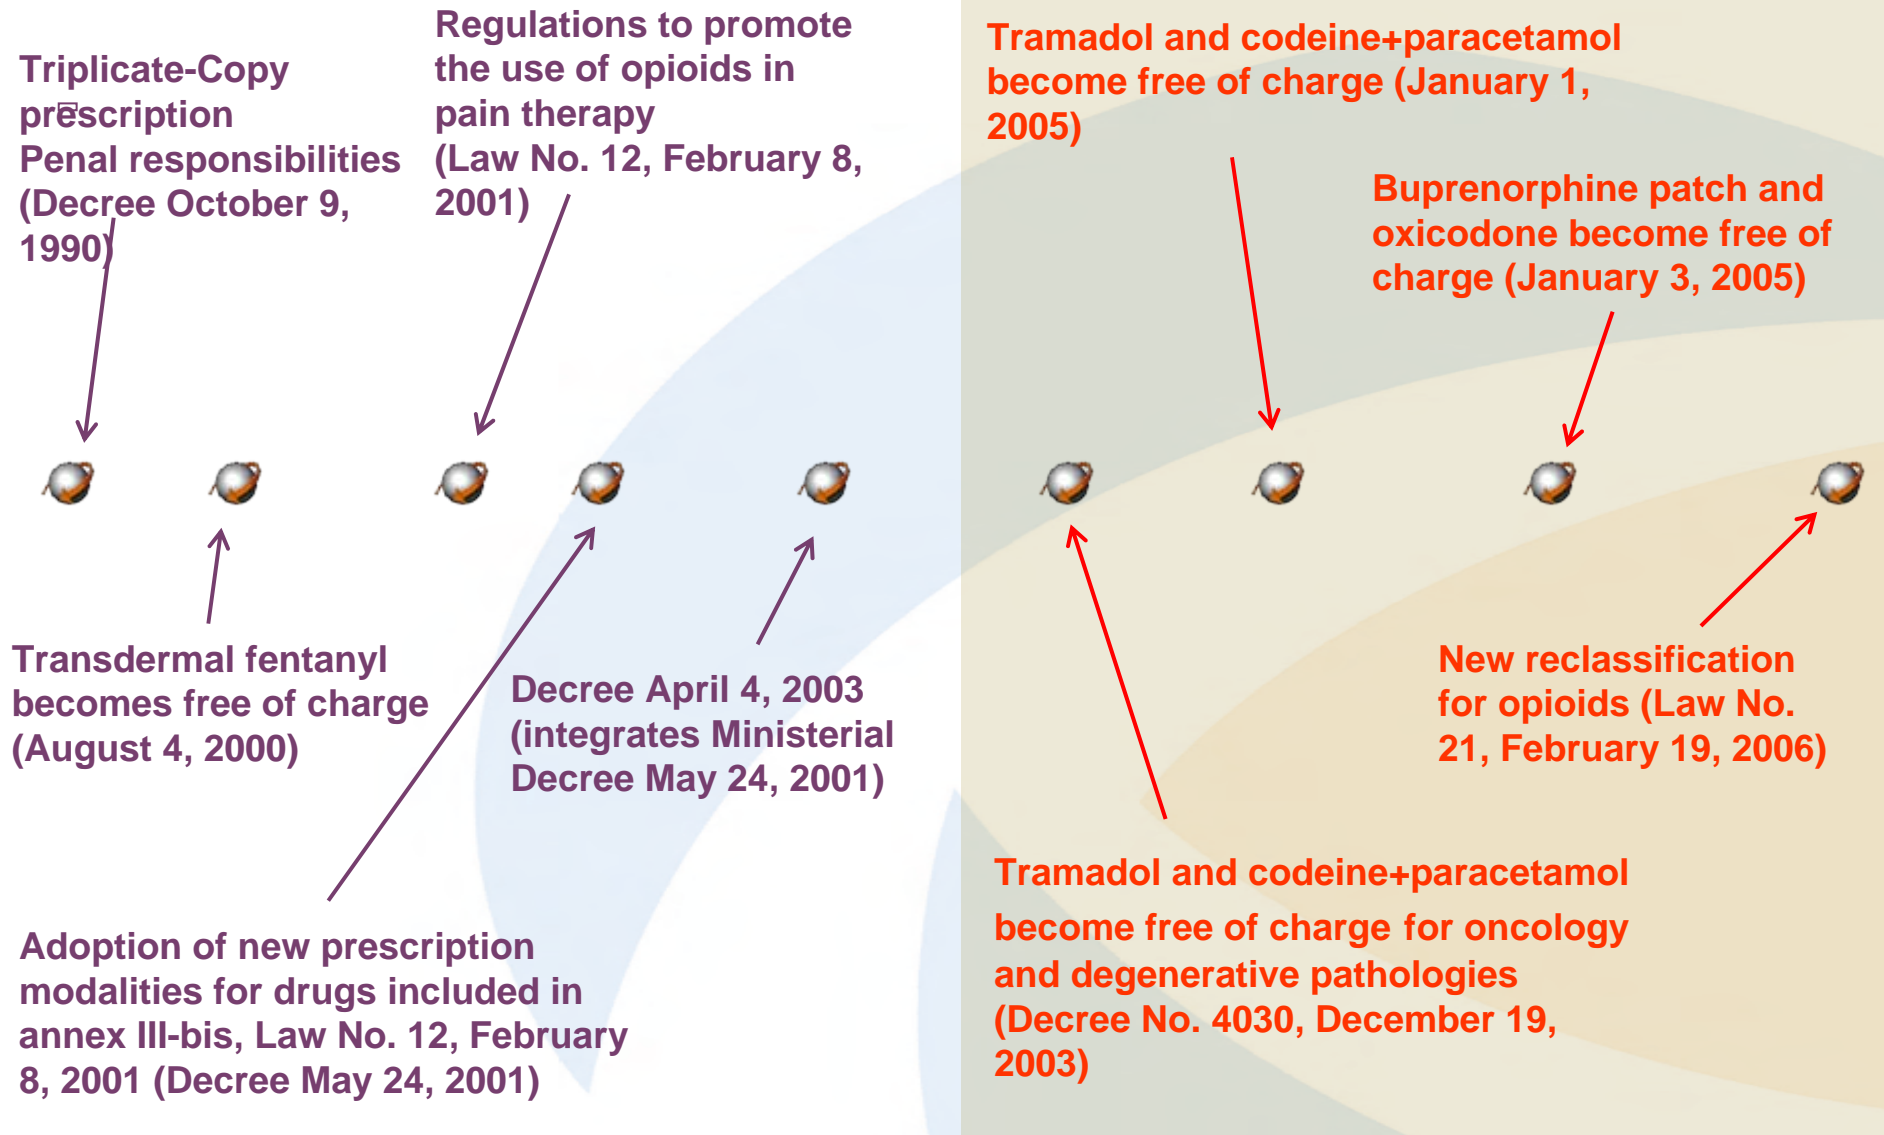 Triplicate-Copy
prescription
Penal responsibilities
(Decree October 9,
1990)
Regulations to promote
the use of opioids in
pain therapy
(Law No. 12, February 8,
2001)
Tramadol and codeine+paracetamol
become free of charge (January 1,
2005)
Buprenorphine patch and
oxicodone become free of
charge (January 3, 2005)
Transdermal fentanyl
becomes free of charge
(August 4, 2000)
Decree April 4, 2003
(integrates Ministerial
Decree May 24, 2001)
New reclassification
for opioids (Law No.
21, February 19, 2006)
Adoption of new prescription
modalities for drugs included in
annex III-bis, Law No. 12, February
8, 2001 (Decree May 24, 2001)
Tramadol and codeine+paracetamol
become free of charge for oncology
and degenerative pathologies
(Decree No. 4030, December 19,
2003)